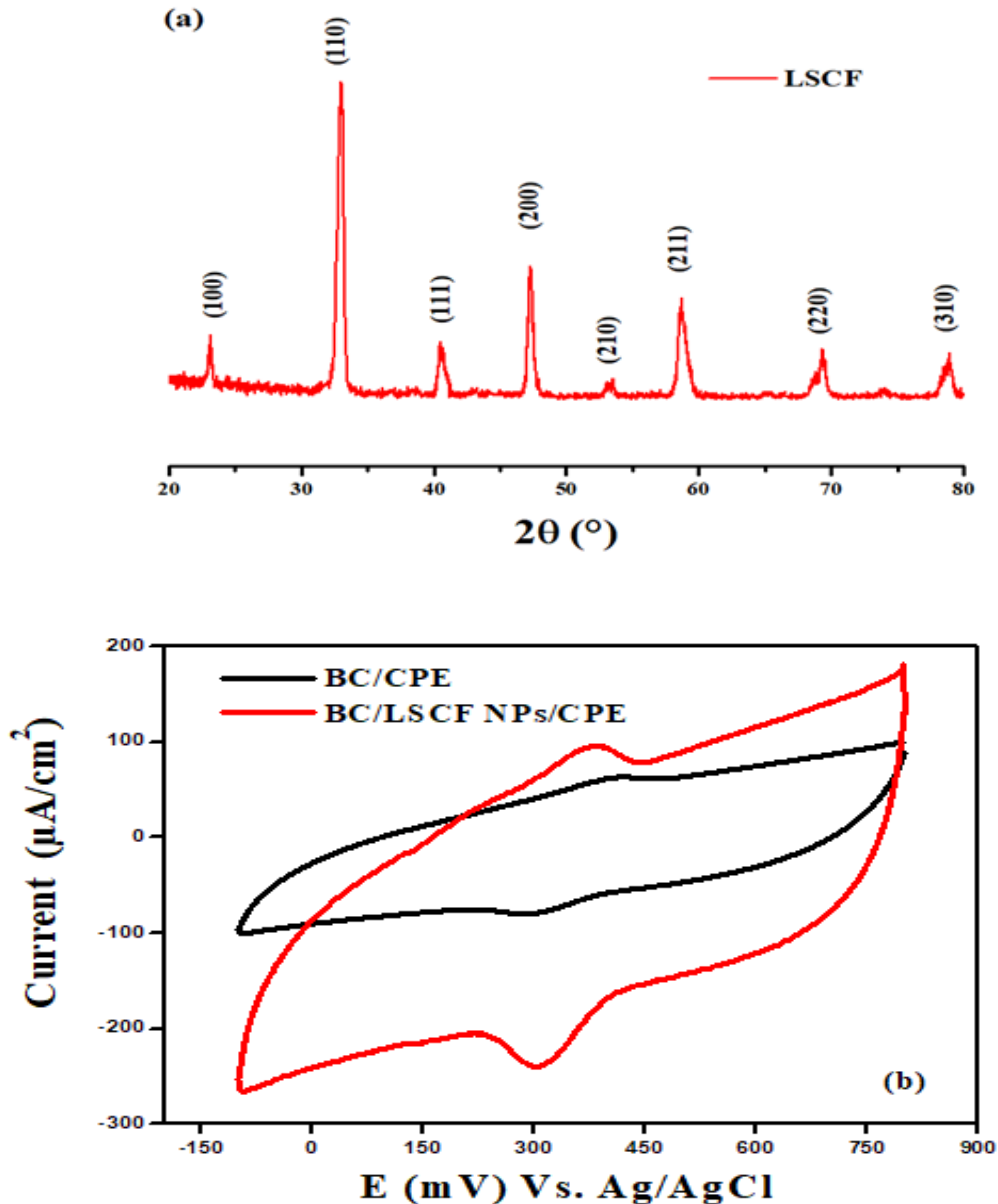 (a)
(110)
LSCF
(200)
(211)
(100)
(111)
(210)
(220)
(310)
20 30 40 50 60 70 80
2θ (°)
200
100
0
-100
-200
-300
Current (μA/cm²)
BC/CPE
BC/LSCF NPs/CPE
(b)
-150 0 150 300 450 600 750 900
E (mV) Vs. Ag/AgCl